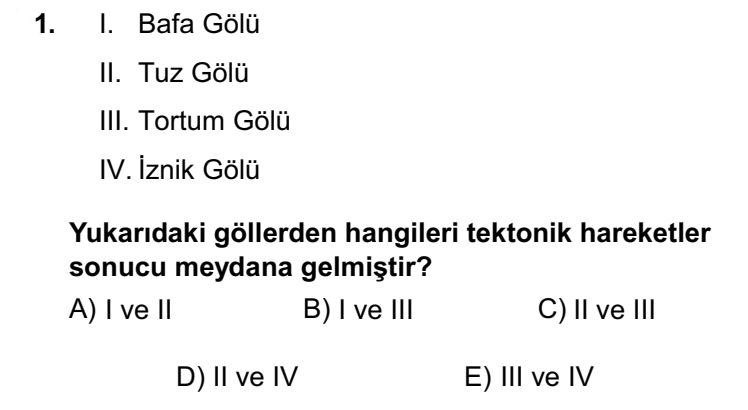 1. I. Bafa Gölü
II. Tuz Gölü
III. Tortum Gölü
IV. İznik Gölü
Yukarıdaki göllerden hangileri tektonik hareketler
sonucu meydana gelmiştir?
A) I ve II B) I ve III C) II ve III
D) II ve IV E) III ve IV